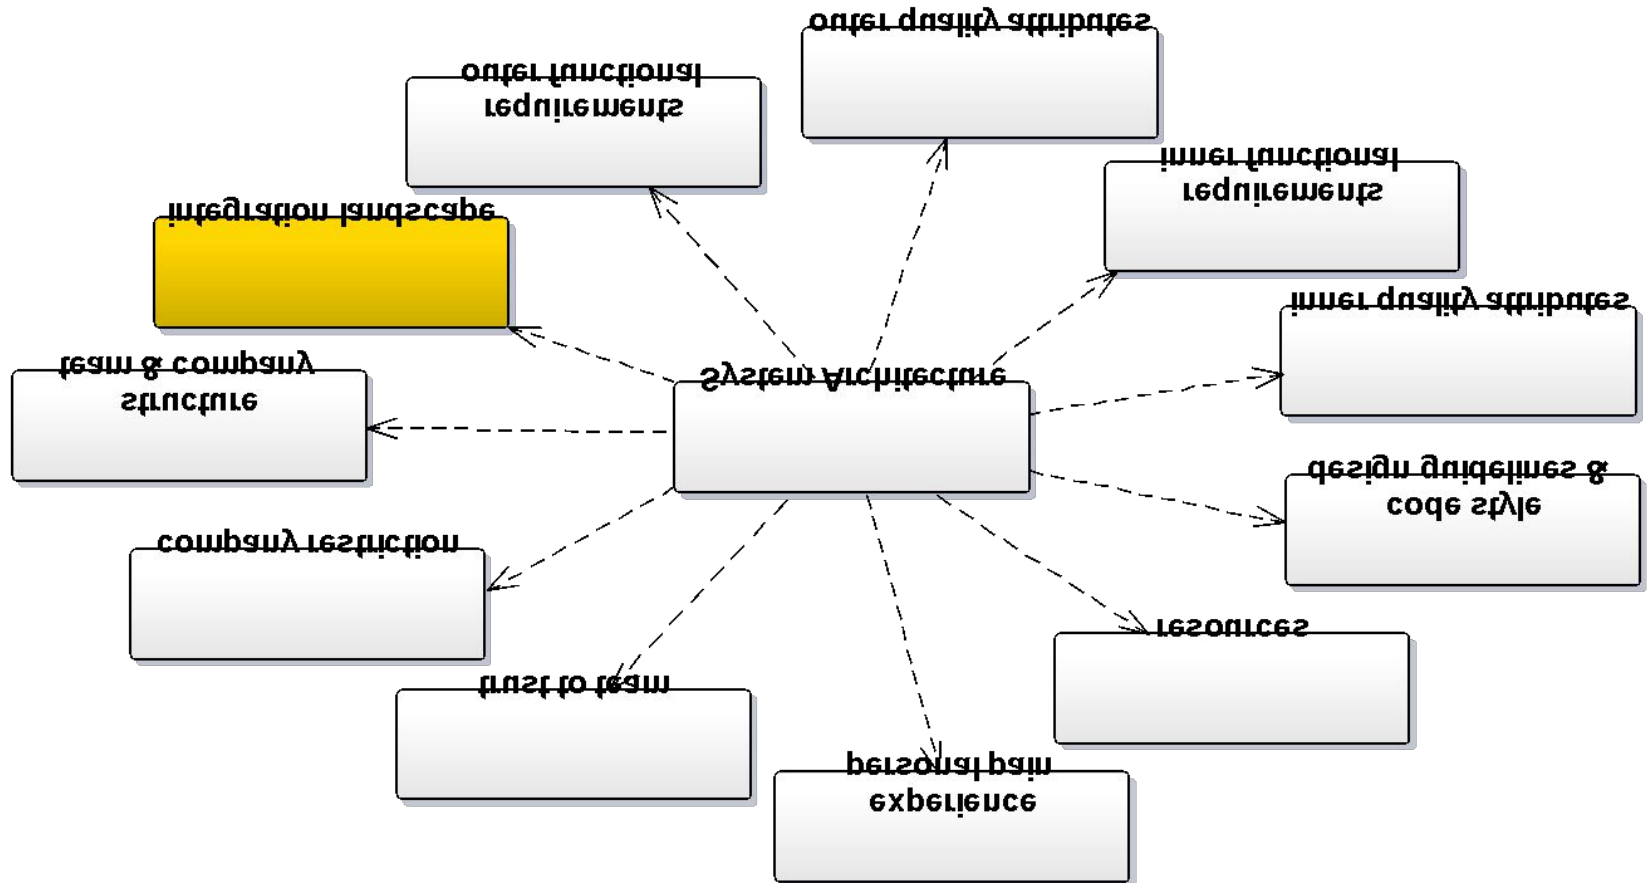 outer quality attributes
outer functional
requirements
inner functional
requirements
integration landscape
inner quality attributes
team & company
structure
System Architecture
design guidelines &
code style
company restriction
resources
trust to team
personal pain
experience